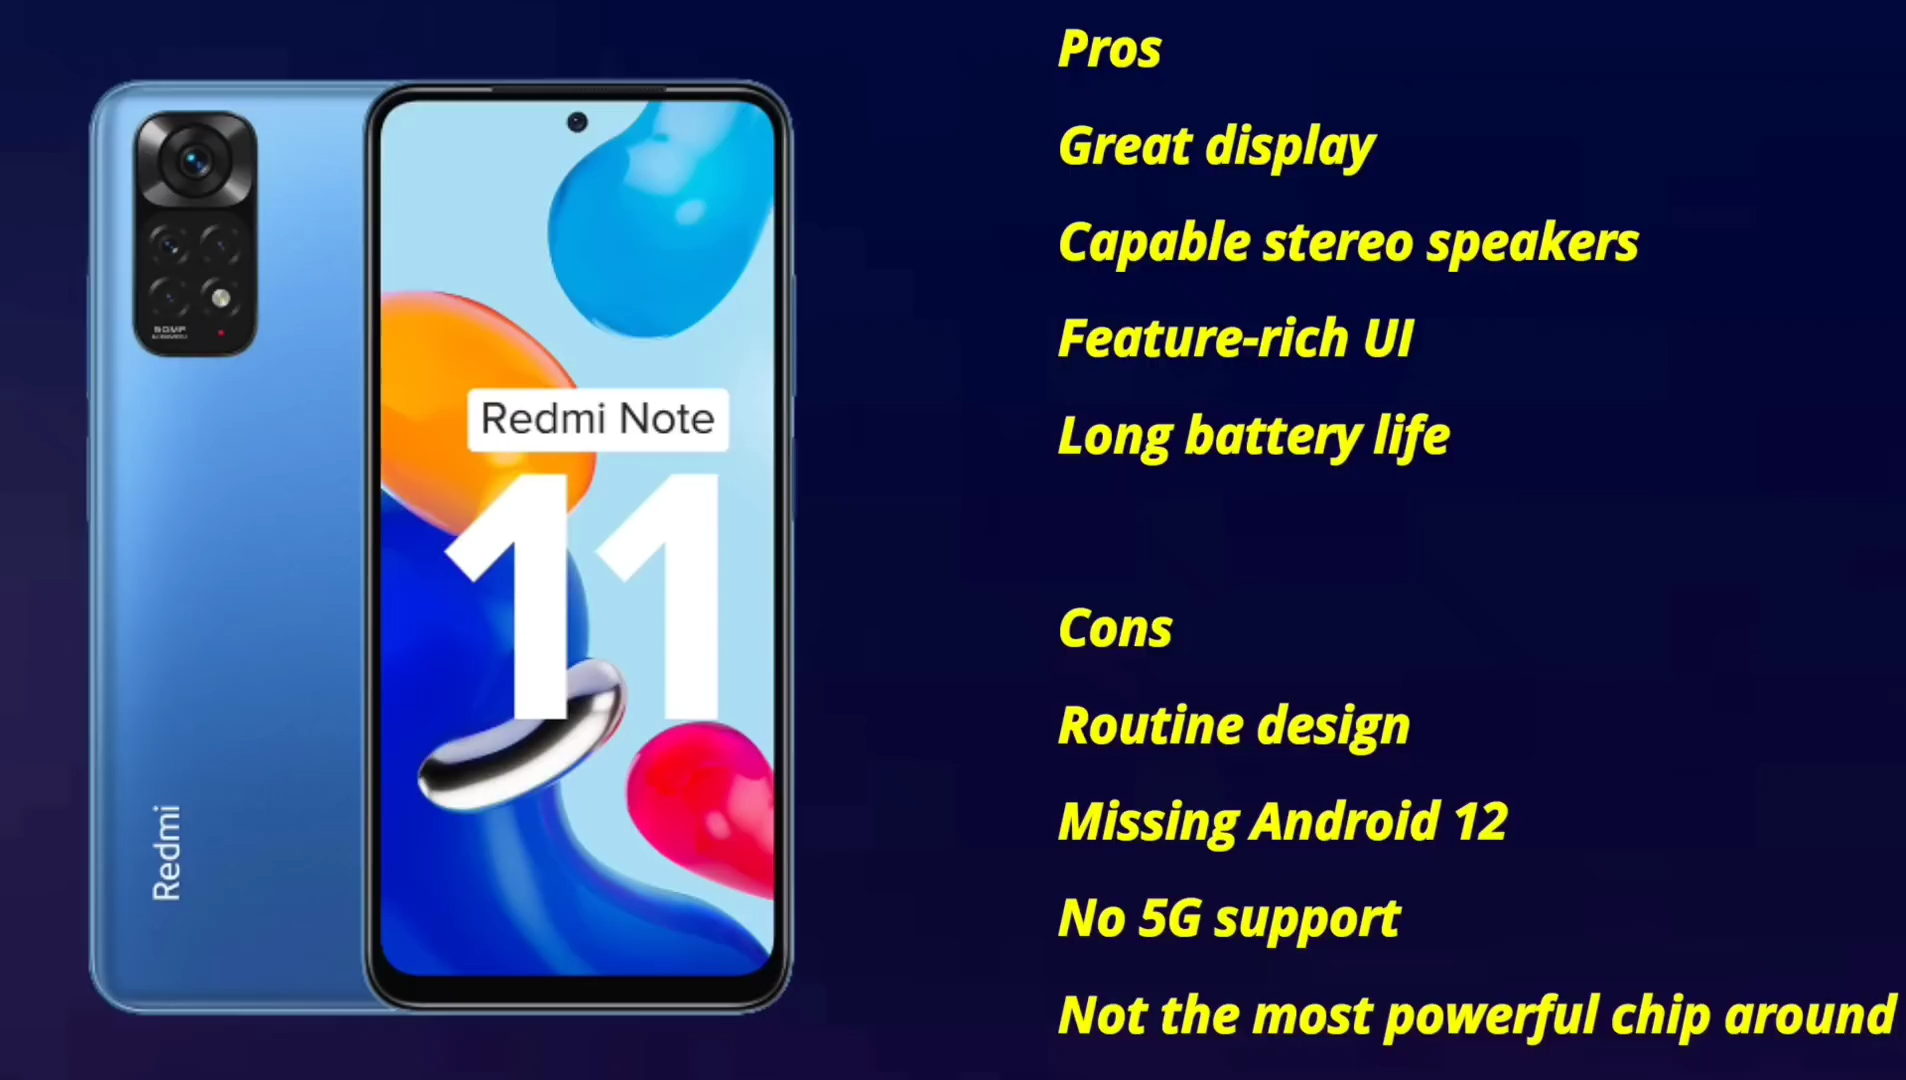 Pros
Great display
Capable stereo speakers
Feature-rich UI
Long battery life
Cons
Routine design
Missing Android 12
No 5G support
Not the most powerful chip around
Redmi Note
11
50MP
Redmi